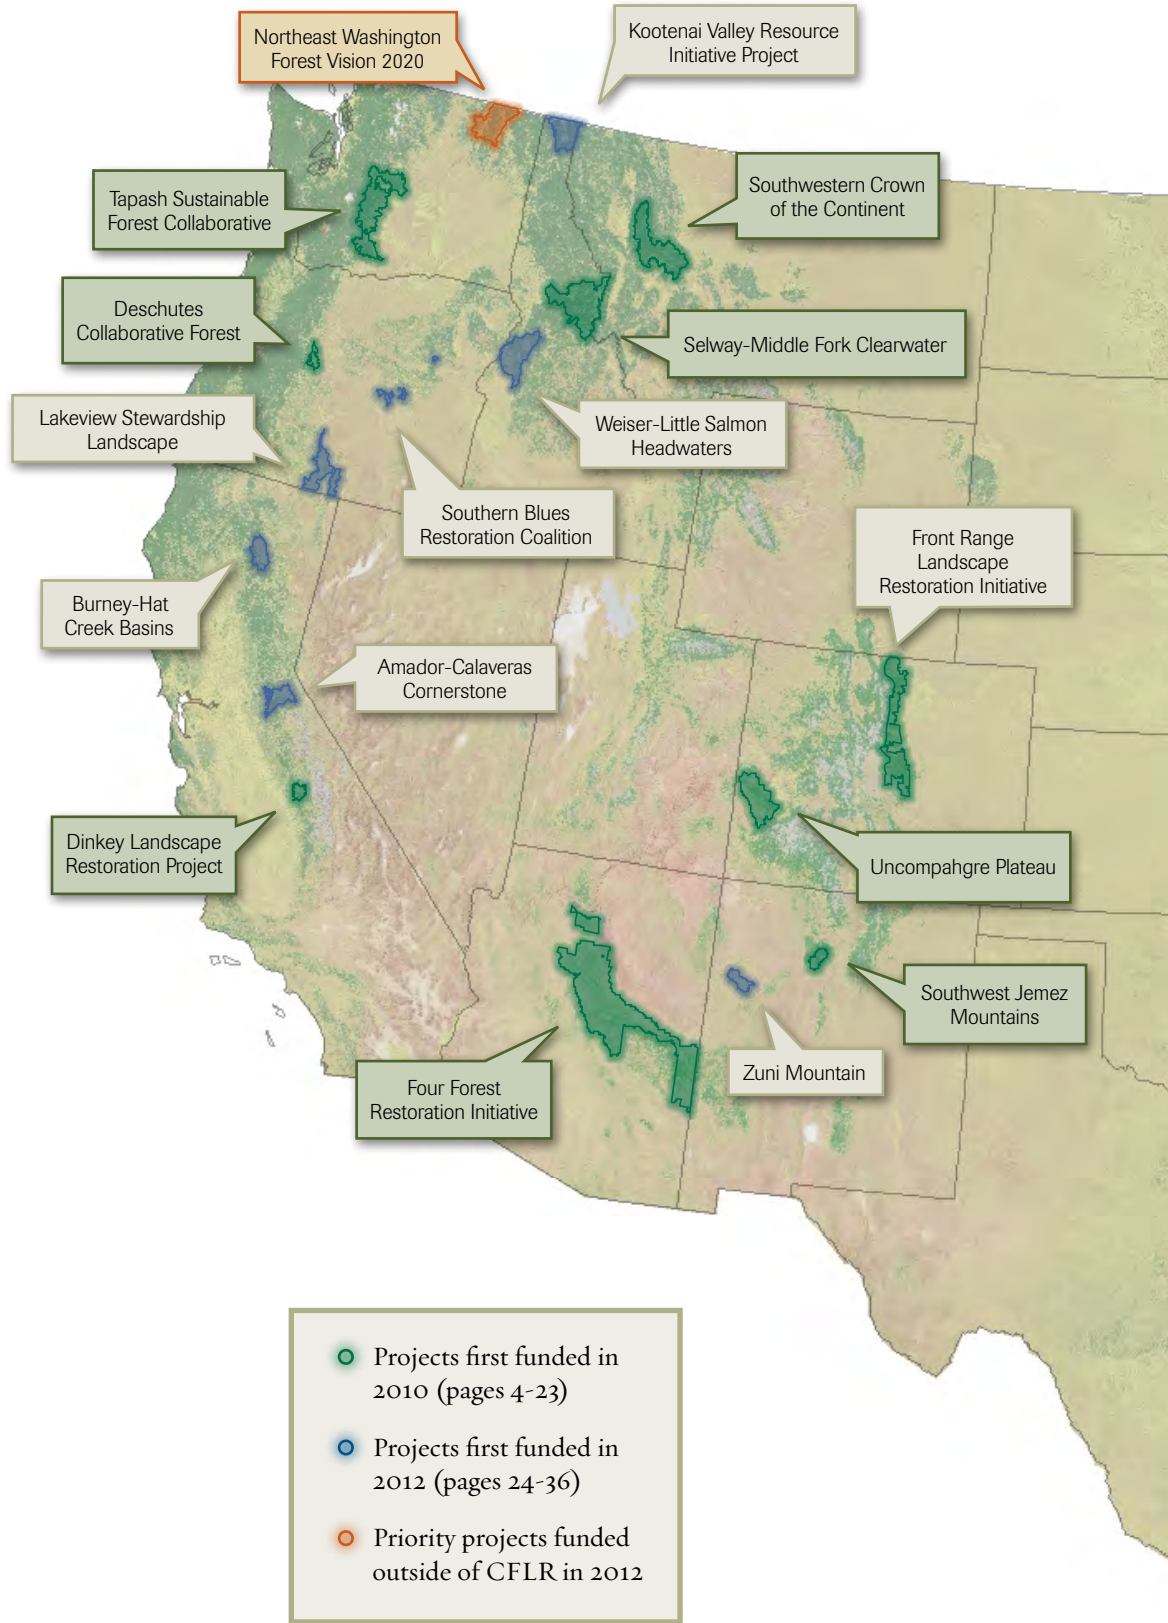 Northeast Washington
Forest Vision 2020
Kootenai Valley Resource
Initiative Project
Tapash Sustainable
Forest Collaborative
Southwestern Crown
of the Continent
Deschutes
Collaborative Forest
Selway-Middle Fork Clearwater
Lakeview Stewardship
Landscape
Weiser-Little Salmon
Headwaters
Southern Blues
Restoration Coalition
Front Range
Landscape
Restoration Initiative
Burney-Hat
Creek Basins
Amador-Calaveras
Cornerstone
Dinkey Landscape
Restoration Project
Uncompahgre Plateau
Southwest Jemez
Mountains
Zuni Mountain
Four Forest
Restoration Initiative
Projects first funded in
2010 (pages 4-23)
Projects first funded in
2012 (pages 24-36)
Priority projects funded
outside of CFLR in 2012